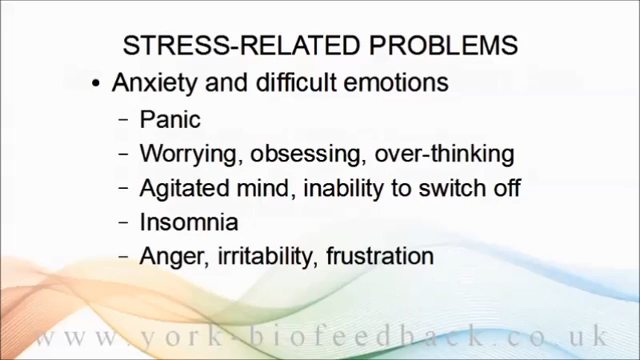 STRESS-RELATED PROBLEMS
• Anxiety and difficult emotions
– Panic
– Worrying, obsessing, over-thinking
– Agitated mind, inability to switch off
– Insomnia
– Anger, irritability, frustration
www.york-biofeedback.co.uk